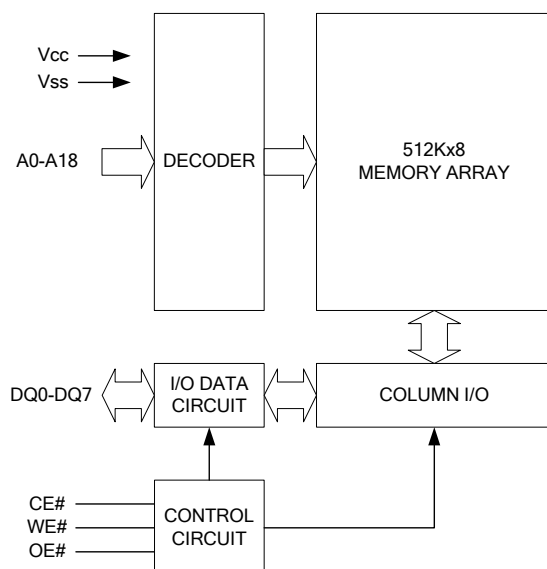 Vcc
Vss
A0-A18
DECODER
512Kx8
MEMORY ARRAY
DQ0-DQ7
I/O DATA
CIRCUIT
COLUMN I/O
CE#
WE#
OE#
CONTROL
CIRCUIT